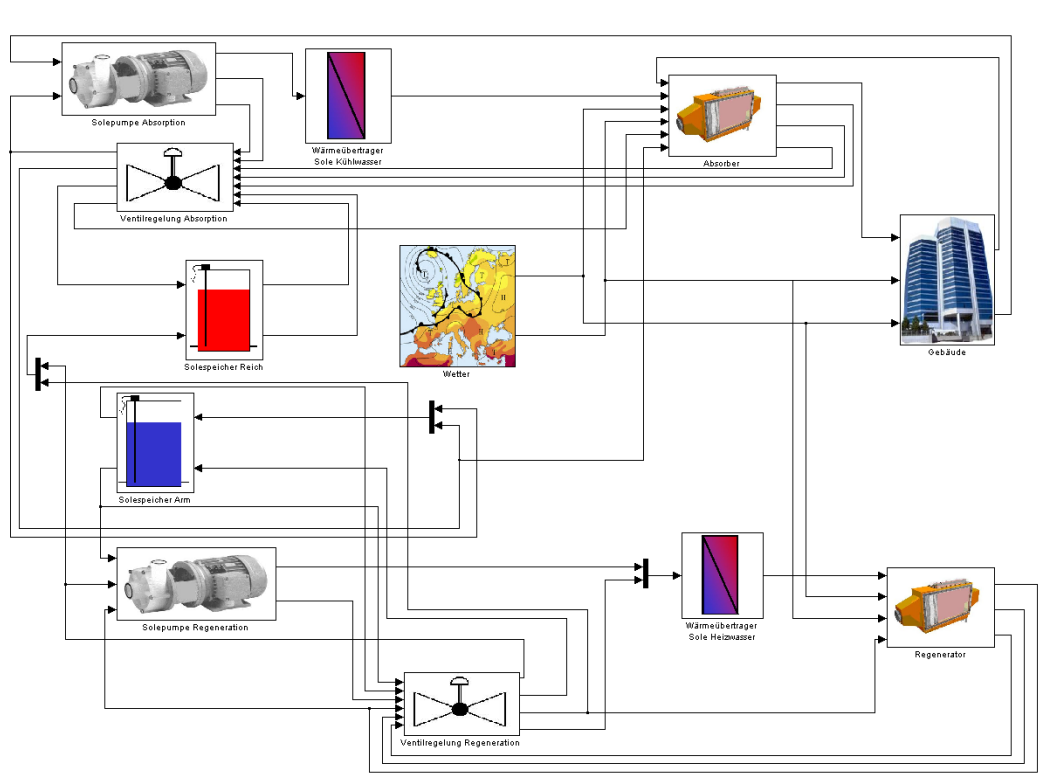 Solepumpe Absorption
Wärmeübertrager
Sole Kühlwasser
Absorber
Ventilregelung Absorption
Solespeicher Reich
Wetter
Gebäude
Solespeicher Arm
Solepumpe Regeneration
Wärmeübertrager
Sole Heizwasser
Regenerator
Ventilregelung Regeneration